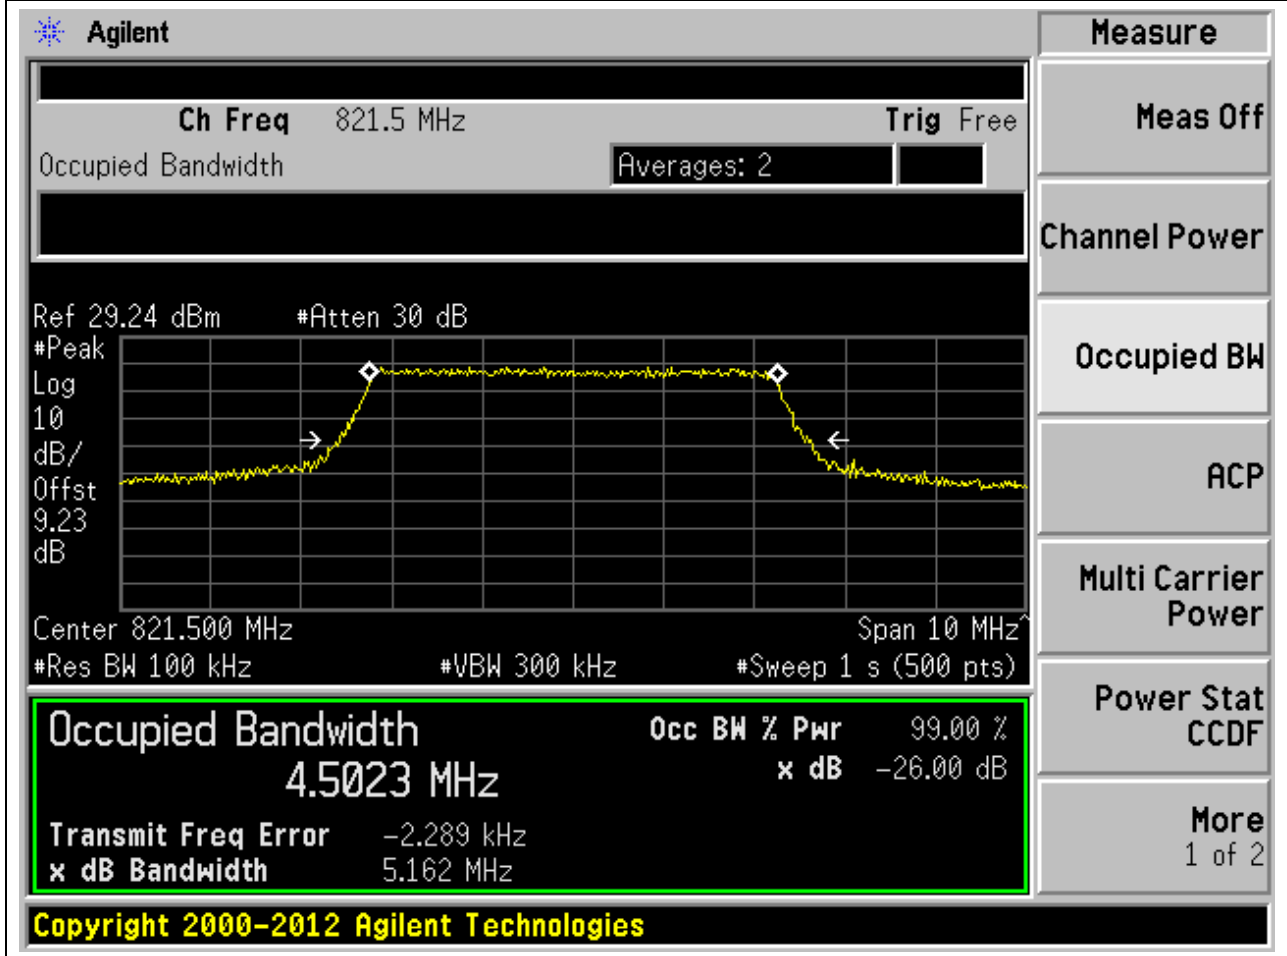 Agilent
Measure
Ch Freq 821.5 MHz Trig Free
Occupied Bandwidth Averages: 2
Meas Off
Channel Power
Occupied BW
ACP
Multi Carrier
Power
Power Stat
CCDF
More
1 of 2
Ref 29.24 dBm #Atten 30 dB
#Peak
Log
10
dB/
Offst
9.23
dB
Center 821.500 MHz Span 10 MHz^
#Res BW 100 kHz #VBW 300 kHz #Sweep 1 s (500 pts)
Occupied Bandwidth Occ BW % Pwr 99.00 %
4.5023 MHz x dB -26.00 dB
Transmit Freq Error -2.289 kHz
x dB Bandwidth 5.162 MHz
Copyright 2000-2012 Agilent Technologies